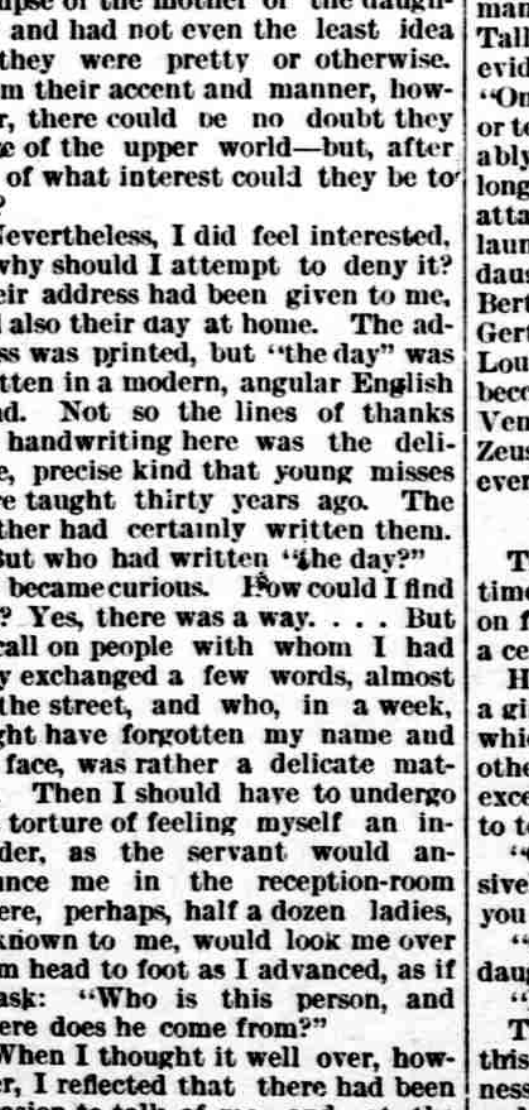 and had not even the least idea
they were pretty or otherwise.
m their accent and manner, how-
r, there could be no doubt they
e of the upper world—but, after
of what interest could they be to
?
evertheless, I did feel interested,
why should I attempt to deny it?
eir address had been given to me,
also their day at home. The ad-
ss was printed, but "the day" was
tten in a modern, angular English
nd. Not so the lines of thanks
handwriting here was the deli-
e, precise kind that young misses
re taught thirty years ago. The
ther had certainly written them.
But who had written "the day?"
became curious. How could I find
? Yes, there was a way. . . . But
call on people with whom I had
y exchanged a few words, almost
the street, and who, in a week,
ght have forgotten my name and
face, was rather a delicate mat-
. Then I should have to undergo
torture of feeling myself an in-
der, as the servant would an-
unce me in the reception-room
ere, perhaps, half a dozen ladies,
known to me, would look me over
m head to foot as I advanced, as if
ask: "Who is this person, and
ere does he come from?"
When I thought it well over, how-
er, I reflected that there had been
man
Tall
evid
"On
or te
ably
long
atta
laun
daus
Bert
Gert
Lou
beco
Ven
Zeus
ever
T
time
on f
a ce
H
a gi
whi
othe
exce
to t
"
sive
you
"
daug
"
T
this
ness